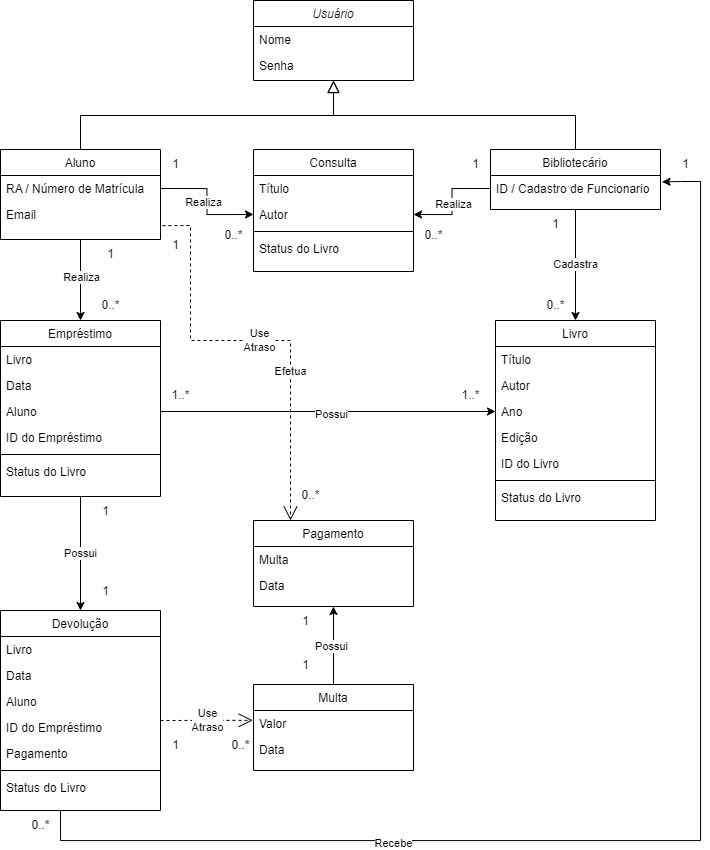 Usuário
Nome
Senha
Aluno
RA / Número de Matrícula
Email
1
Realiza
0..*
Consulta
Título
Autor
Status do Livro
1
Realiza
0..*
Bibliotecário
ID / Cadastro de Funcionario
1
1
1
Realiza
0..*
1
Cadastra
0..*
Use
Atraso
Efetua
0..*
Empréstimo
Livro
Data
Aluno
ID do Empréstimo
Status do Livro
1..*
Possui
1..*
Livro
Título
Autor
Ano
Edição
ID do Livro
Status do Livro
1
Possui
1
Pagamento
Multa
Data
1
Possui
1
Devolução
Livro
Data
Aluno
ID do Empréstimo
Pagamento
Status do Livro
Use
Atraso
1
0..*
Multa
Valor
Data
0..*
Recebe